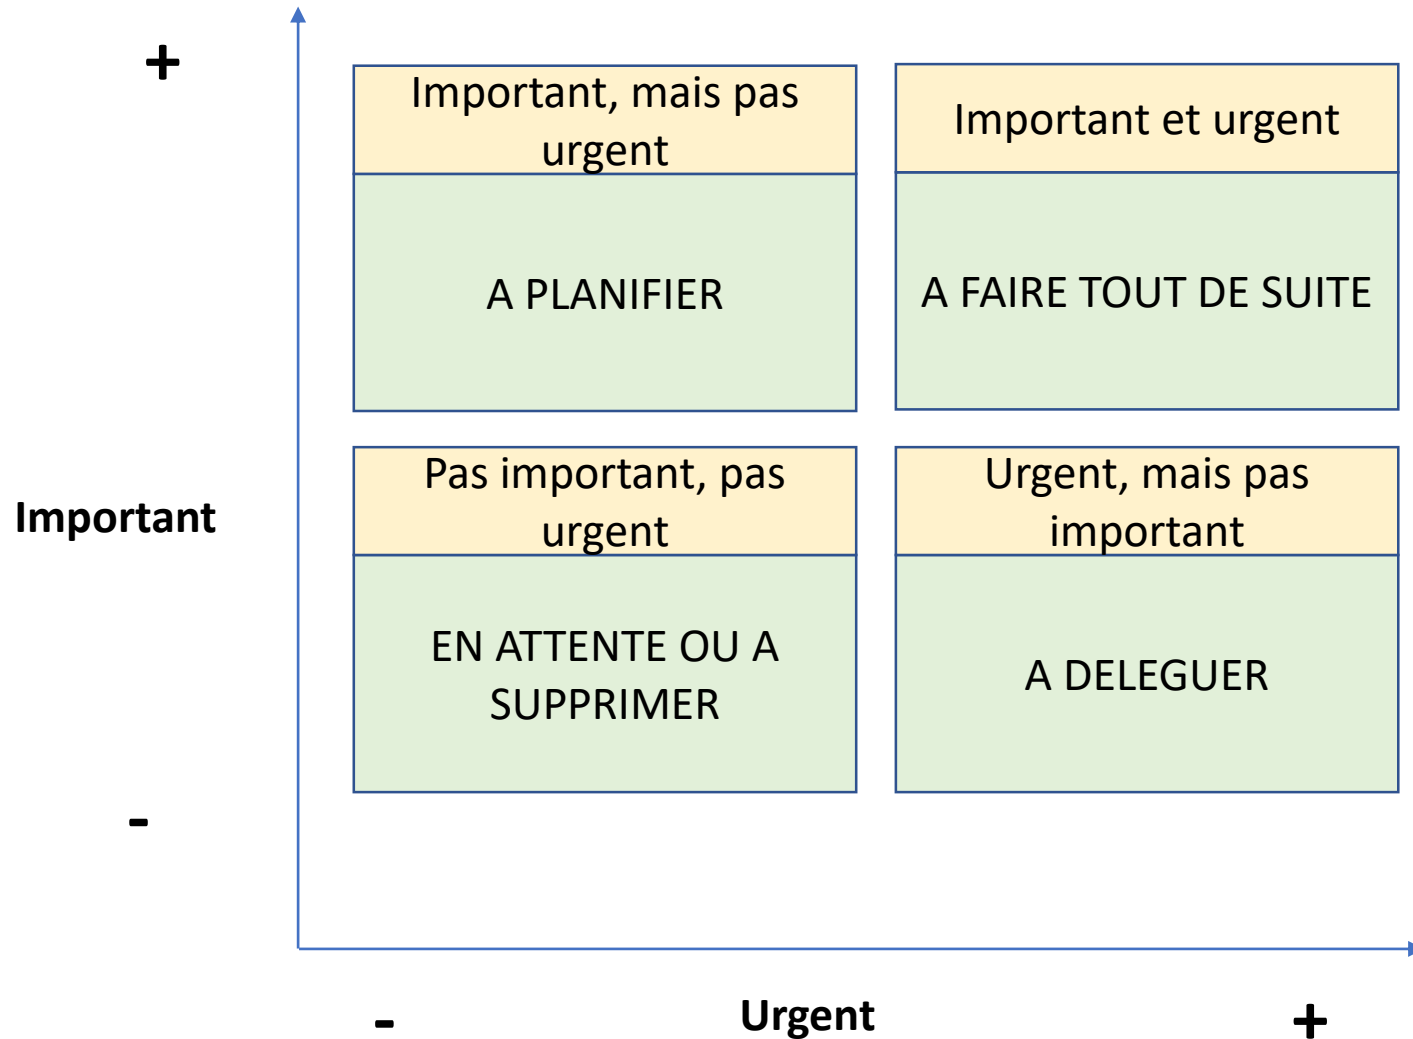 +
Important, mais pas
urgent
Important et urgent
A PLANIFIER
A FAIRE TOUT DE SUITE
Important
Pas important, pas
urgent
Urgent, mais pas
important
EN ATTENTE OU A
SUPPRIMER
A DELEGUER
-
-
Urgent
+